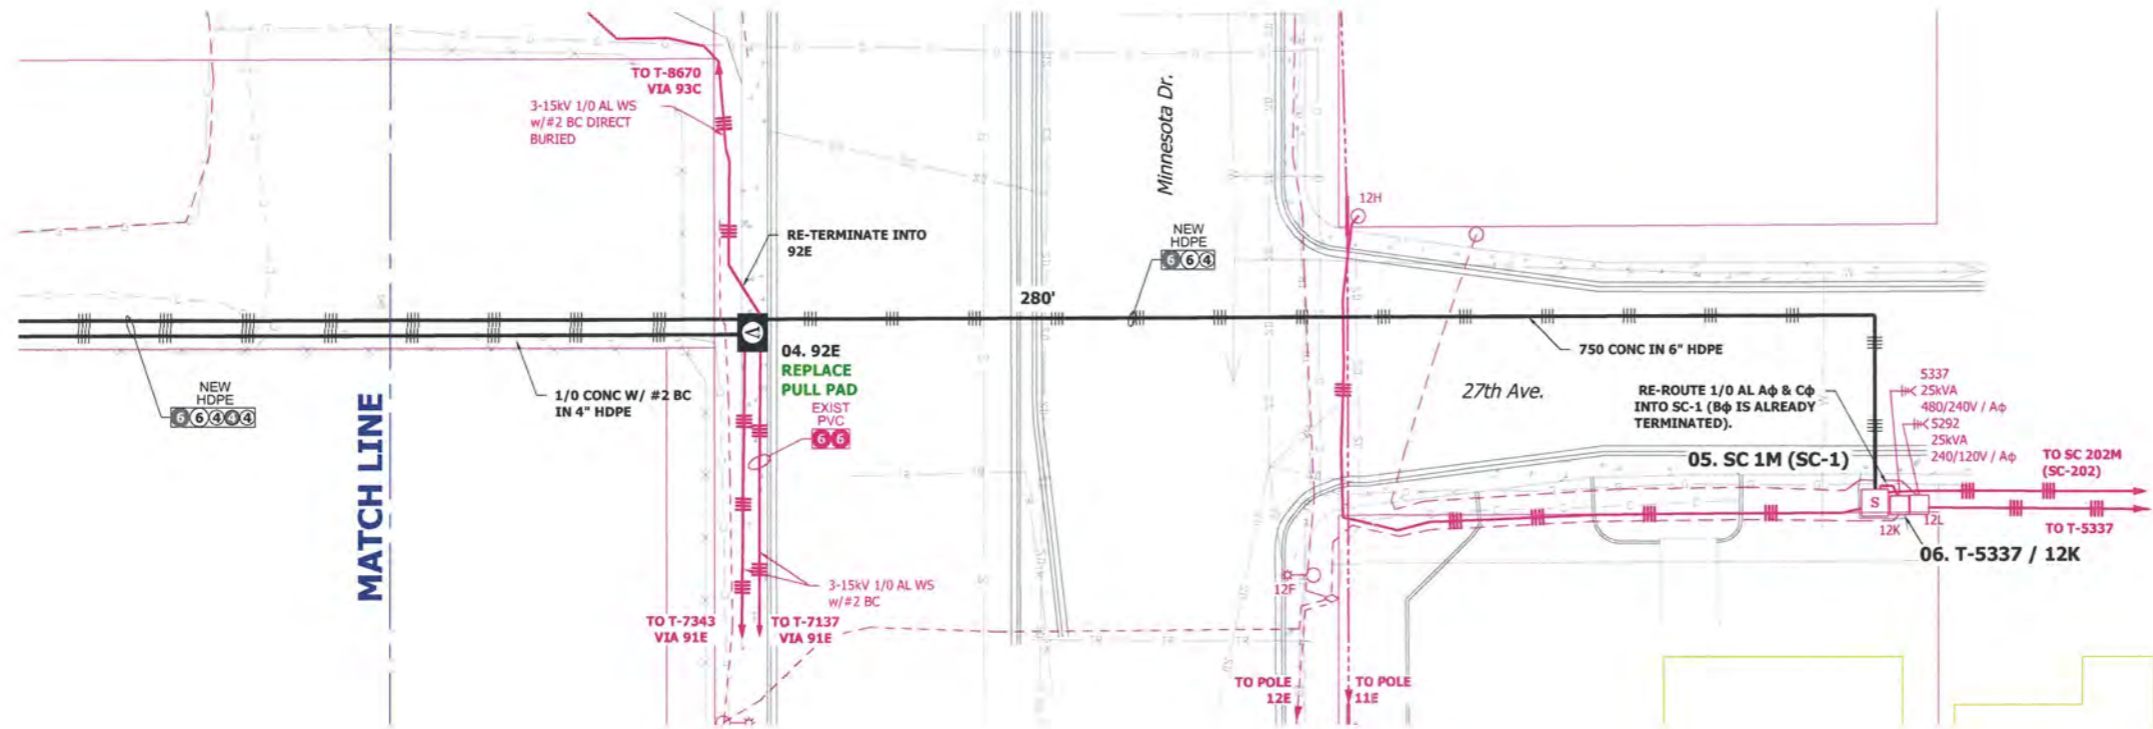 TO T-8670
VIA 93C
3-15kV 1/0 AL WS
w/#2 BC DIRECT
BURIED
Minnesota Dr.
12H
RE-TERMINATE INTO
92E
NEW
HDPE
6 6 4
280'
04. 92E
REPLACE
PULL PAD
EXIST
PVC
6 6
V
NEW
HDPE
6 6 4 4 4
1/0 CONC W/ #2 BC
IN 4" HDPE
MATCH LINE
750 CONC IN 6" HDPE
27th Ave.
RE-ROUTE 1/0 AL Aϕ & Cϕ
INTO SC-1 (Bϕ IS ALREADY
TERMINATED).
5337
25kVA
480/240V / Aϕ
5292
25kVA
240/120V / Aϕ
05. SC 1M (SC-1)
TO SC 202M
(SC-202)
S
12K
12L
TO T-5337
06. T-5337 / 12K
3-15kV 1/0 AL WS
w/#2 BC
TO T-7343
VIA 91E
TO T-7137
VIA 91E
12F
TO POLE
12E
TO POLE
11E